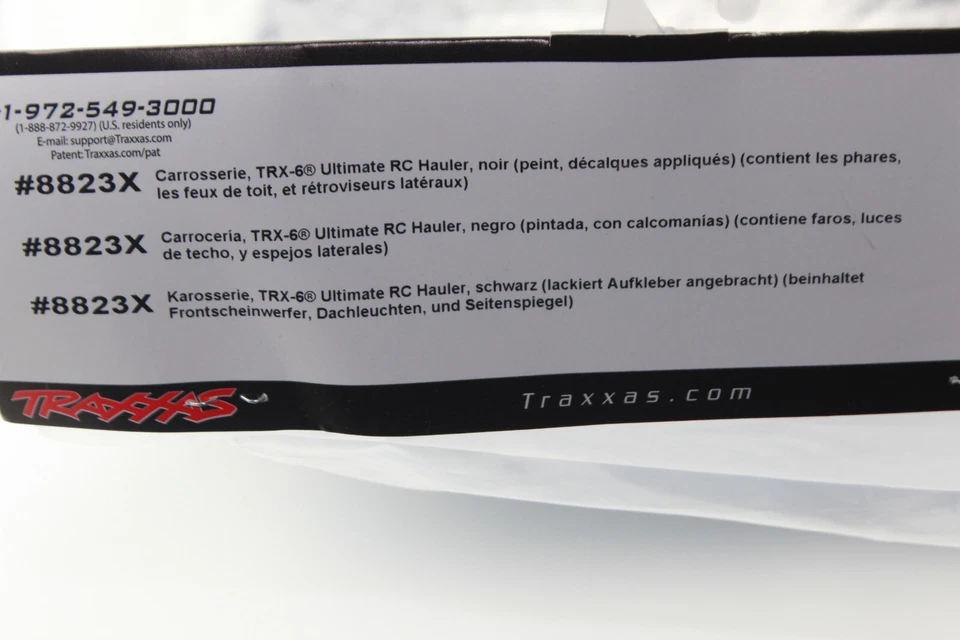 1-972-549-3000
(1-888-872-9927) (U.S. residents only)
E-mail: support@Traxxas.com
Patent: Traxxas.com/pat
#8823X Carrosserie, TRX-6® Ultimate RC Hauler, noir (peint, décalques appliqués) (contient les phares,
les feux de toit, et rétroviseurs latéraux)
#8823X Carrocería, TRX-6® Ultimate RC Hauler, negro (pintada, con calcomanías) (contiene faros, luces
de techo, y espejos laterales)
#8823X Karosserie, TRX-6® Ultimate RC Hauler, schwarz (lackiert Aufkleber angebracht) (beinhaltet
Frontscheinwerfer, Dachleuchten, und Seitenspiegel)
TRAXXAS Traxxas.com